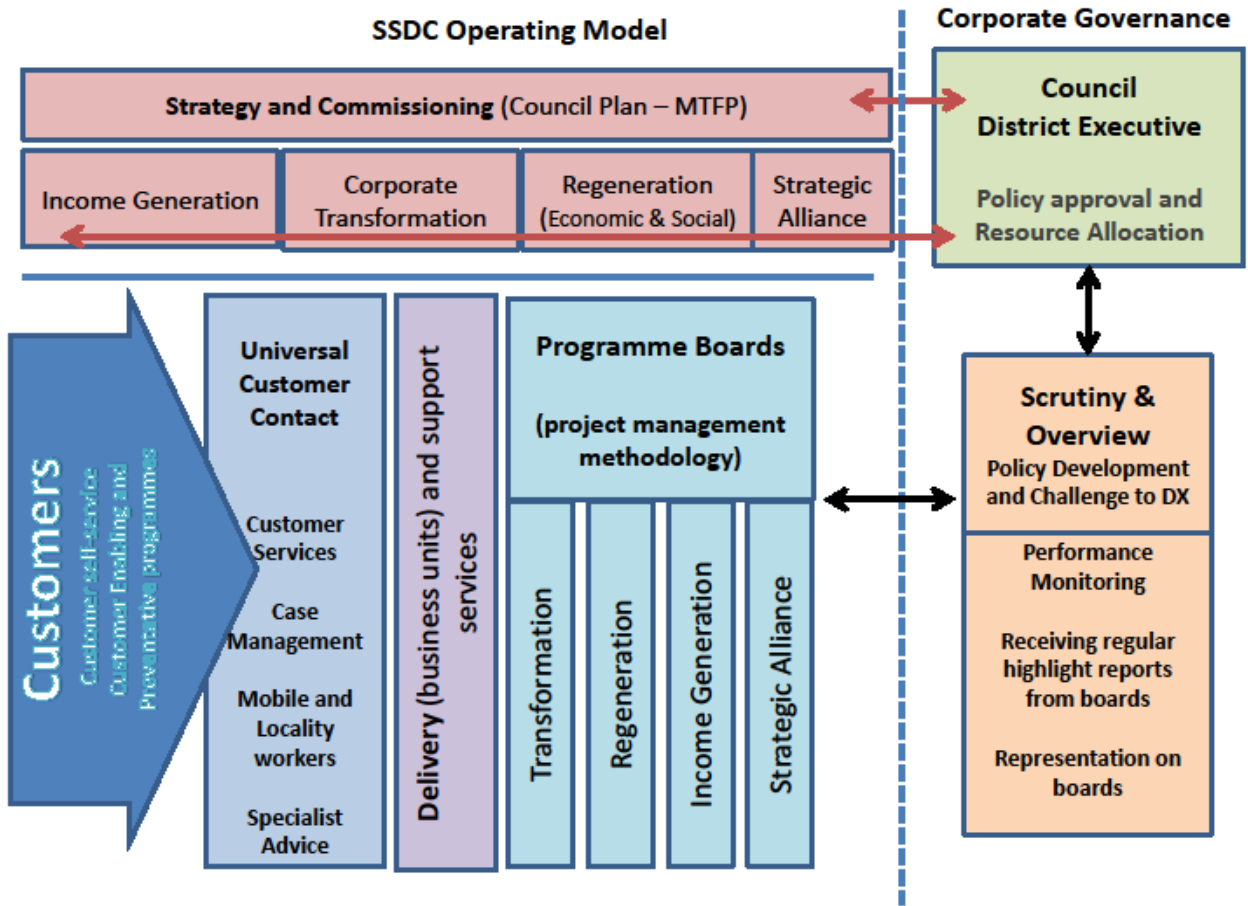 SSDC Operating Model
Corporate Governance
Strategy and Commissioning (Council Plan – MTFP)
Income Generation
Corporate
Transformation
Regeneration
(Economic & Social)
Strategic
Alliance
Council
District Executive
Policy approval and
Resource Allocation
Customers
Customer self-service
Customer Enabling and
Preventative programmes
Universal
Customer
Contact
Customer
Services
Case
Management
Mobile and
Locality
workers
Specialist
Advice
Delivery (business units) and support
services
Programme Boards
(project management
methodology)
Transformation
Regeneration
Income Generation
Strategic Alliance
Scrutiny &
Overview
Policy Development
and Challenge to DX
Performance
Monitoring
Receiving regular
highlight reports
from boards
Representation on
boards